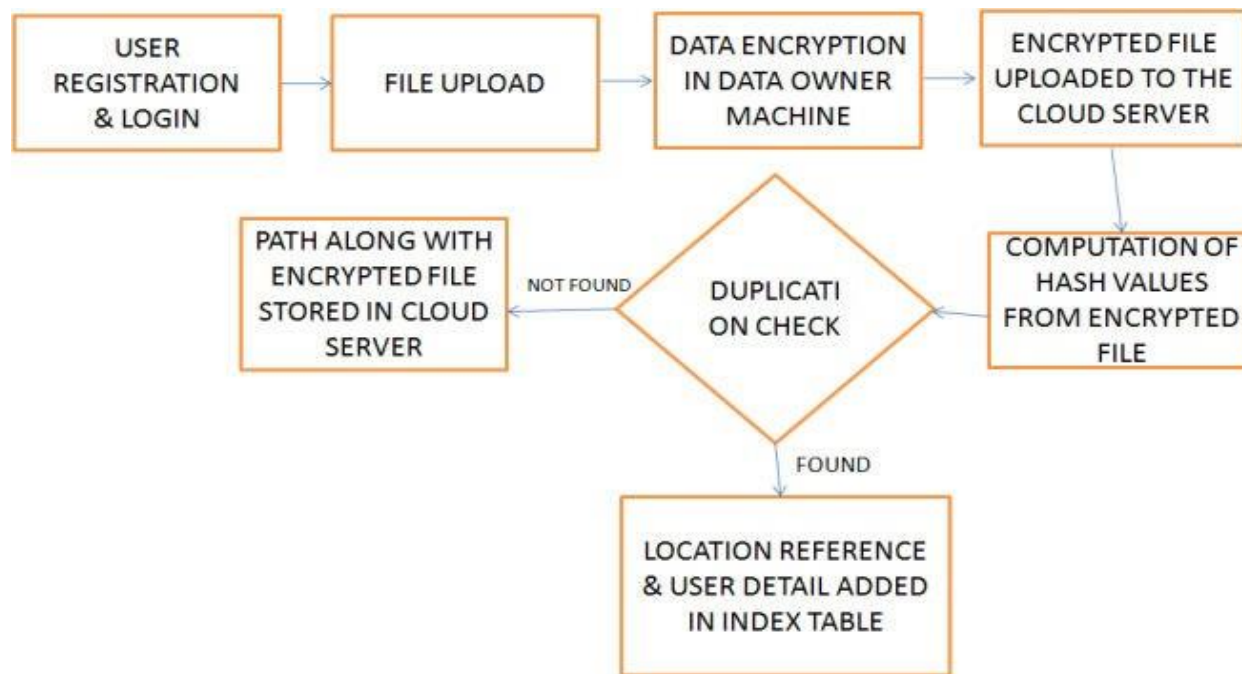 USER
REGISTRATION
& LOGIN
FILE UPLOAD
DATA ENCRYPTION
IN DATA OWNER
MACHINE
ENCRYPTED FILE
UPLOADED TO THE
CLOUD SERVER
COMPUTATION OF
HASH VALUES
FROM ENCRYPTED
FILE
DUPLICATI
ON CHECK
NOT FOUND
PATH ALONG WITH
ENCRYPTED FILE
STORED IN CLOUD
SERVER
FOUND
LOCATION REFERENCE
& USER DETAIL ADDED
IN INDEX TABLE